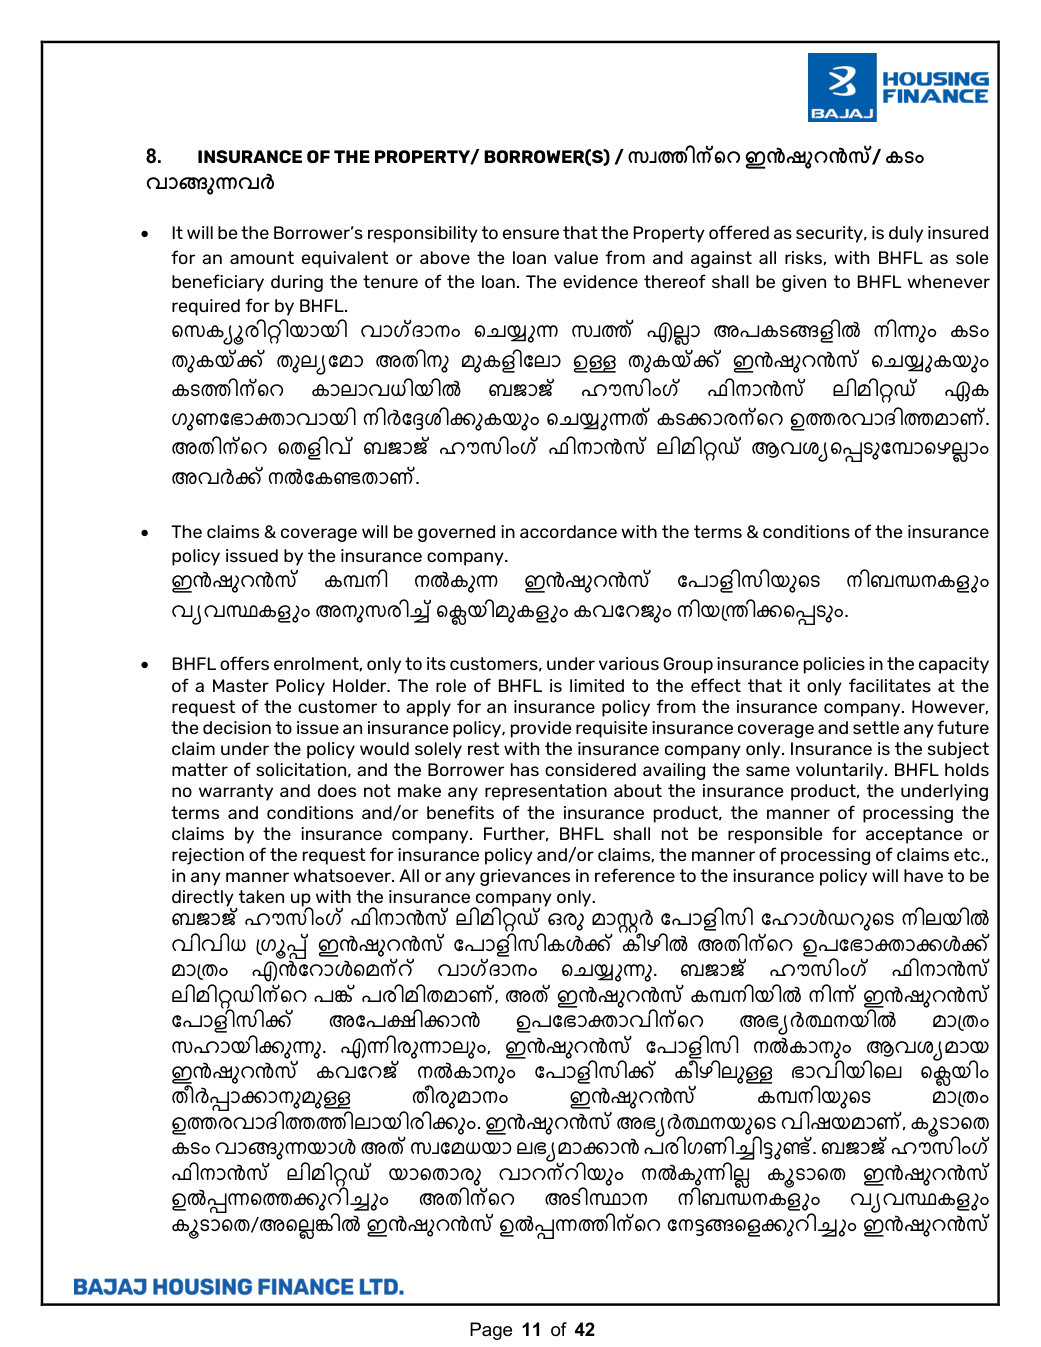 BAJAJ
HOUSING
FINANCE
8. INSURANCE OF THE PROPERTY/ BORROWER(S) / സ്വത്തിന്റെ ഇൻഷുറൻസ്/ കടം
വാങ്ങുന്നവർ
• It will be the Borrower’s responsibility to ensure that the Property offered as security, is duly insured
for an amount equivalent or above the loan value from and against all risks, with BHFL as sole
beneficiary during the tenure of the loan. The evidence thereof shall be given to BHFL whenever
required for by BHFL.
സെക്യൂരിറ്റിയായി വാഗ്ദാനം ചെയ്യുന്ന സ്വത്ത് എല്ലാ അപകടങ്ങളിൽ നിന്നും കടം
തുകയ്ക്ക് തുല്യമോ അതിനു മുകളിലോ ഉള്ള തുകയ്ക്ക് ഇൻഷുറൻസ് ചെയ്യുകയും
കടത്തിന്റെ കാലാവധിയിൽ ബജാജ് ഹൗസിംഗ് ഫിനാൻസ് ലിമിറ്റഡ് ഏക
ഗുണഭോക്താവായി നിർദ്ദേശിക്കുകയും ചെയ്യുന്നത് കടക്കാരന്റെ ഉത്തരവാദിത്തമാണ്.
അതിന്റെ തെളിവ് ബജാജ് ഹൗസിംഗ് ഫിനാൻസ് ലിമിറ്റഡ് ആവശ്യപ്പെടുമ്പോഴെല്ലാം
അവർക്ക് നൽകേണ്ടതാണ്.
• The claims & coverage will be governed in accordance with the terms & conditions of the insurance
policy issued by the insurance company.
ഇൻഷുറൻസ് കമ്പനി നൽകുന്ന ഇൻഷുറൻസ് പോളിസിയുടെ നിബന്ധനകളും
വ്യവസ്ഥകളും അനുസരിച്ച് ക്ലെയിമുകളും കവറേജും നിയന്ത്രിക്കപ്പെടും.
• BHFL offers enrolment, only to its customers, under various Group insurance policies in the capacity
of a Master Policy Holder. The role of BHFL is limited to the effect that it only facilitates at the
request of the customer to apply for an insurance policy from the insurance company. However,
the decision to issue an insurance policy, provide requisite insurance coverage and settle any future
claim under the policy would solely rest with the insurance company only. Insurance is the subject
matter of solicitation, and the Borrower has considered availing the same voluntarily. BHFL holds
no warranty and does not make any representation about the insurance product, the underlying
terms and conditions and/or benefits of the insurance product, the manner of processing the
claims by the insurance company. Further, BHFL shall not be responsible for acceptance or
rejection of the request for insurance policy and/or claims, the manner of processing of claims etc.,
in any manner whatsoever. All or any grievances in reference to the insurance policy will have to be
directly taken up with the insurance company only.
ബജാജ് ഹൗസിംഗ് ഫിനാൻസ് ലിമിറ്റഡ് ഒരു മാസ്റ്റർ പോളിസി ഹോൾഡറുടെ നിലയിൽ
വിവിധ ഗ്രൂപ്പ് ഇൻഷുറൻസ് പോളിസികൾക്ക് കീഴിൽ അതിന്റെ ഉപഭോക്താക്കൾക്ക്
മാത്രം എൻറോൾമെന്റ് വാഗ്ദാനം ചെയ്യുന്നു. ബജാജ് ഹൗസിംഗ് ഫിനാൻസ്
ലിമിറ്റഡിന്റെ പങ്ക് പരിമിതമാണ്, അത് ഇൻഷുറൻസ് കമ്പനിയിൽ നിന്ന് ഇൻഷുറൻസ്
പോളിസിക്ക് അപേക്ഷിക്കാൻ ഉപഭോക്താവിന്റെ അഭ്യർത്ഥനയിൽ മാത്രം
സഹായിക്കുന്നു. എന്നിരുന്നാലും, ഇൻഷുറൻസ് പോളിസി നൽകാനും ആവശ്യമായ
ഇൻഷുറൻസ് കവറേജ് നൽകാനും പോളിസിക്ക് കീഴിലുള്ള ഭാവിയിലെ ക്ലെയിം
തീർപ്പാക്കാനുമുള്ള തീരുമാനം ഇൻഷുറൻസ് കമ്പനിയുടെ മാത്രം
ഉത്തരവാദിത്തത്തിലായിരിക്കും. ഇൻഷുറൻസ് അഭ്യർത്ഥനയുടെ വിഷയമാണ്, കൂടാതെ
കടം വാങ്ങുന്നയാൾ അത് സ്വമേധയാ ലഭ്യമാക്കാൻ പരിഗണിച്ചിട്ടുണ്ട്. ബജാജ് ഹൗസിംഗ്
ഫിനാൻസ് ലിമിറ്റഡ് യാതൊരു വാറന്റിയും നൽകുന്നില്ല കൂടാതെ ഇൻഷുറൻസ്
ഉൽപ്പന്നത്തെക്കുറിച്ചും അതിന്റെ അടിസ്ഥാന നിബന്ധനകളും വ്യവസ്ഥകളും
കൂടാതെ/അല്ലെങ്കിൽ ഇൻഷുറൻസ് ഉൽപ്പന്നത്തിന്റെ നേട്ടങ്ങളെക്കുറിച്ചും ഇൻഷുറൻസ്
BAJAJ HOUSING FINANCE LTD.
Page 11 of 42